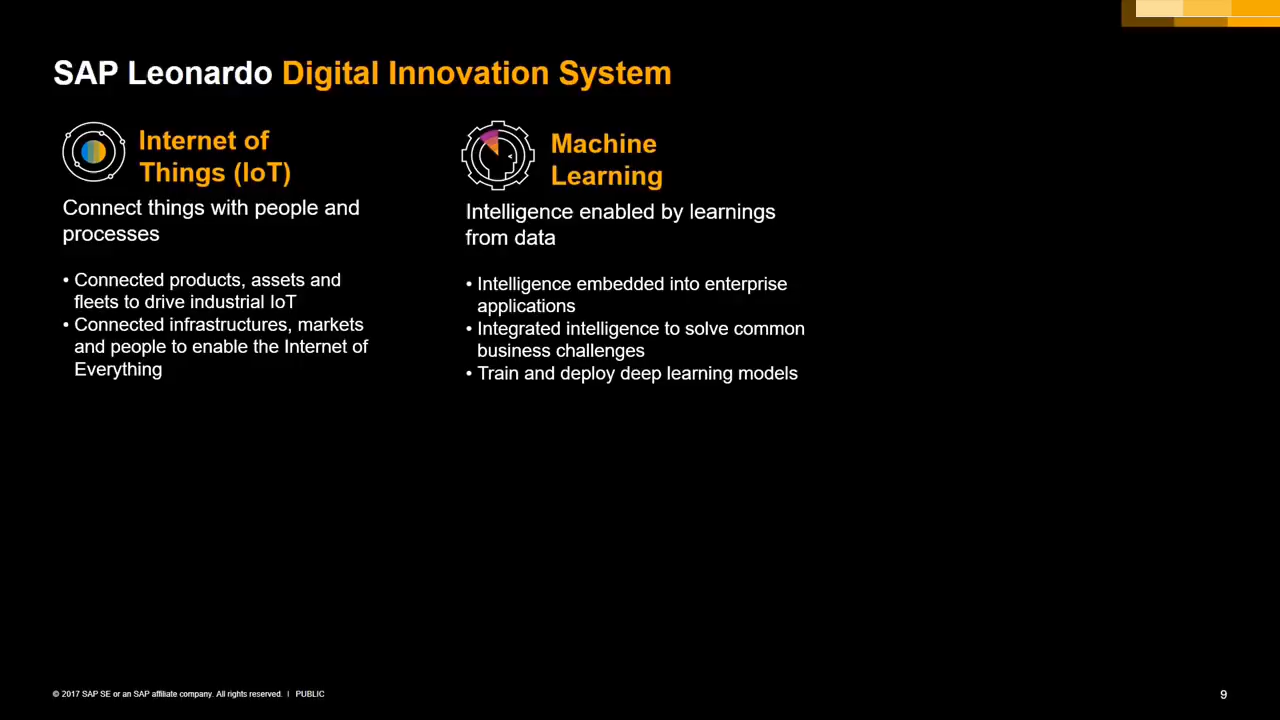 SAP Leonardo Digital Innovation System
Internet of
Things (IoT)
Connect things with people and
processes
• Connected products, assets and
fleets to drive industrial IoT
• Connected infrastructures, markets
and people to enable the Internet of
Everything
Machine
Learning
Intelligence enabled by learnings
from data
• Intelligence embedded into enterprise
applications
• Integrated intelligence to solve common
business challenges
• Train and deploy deep learning models
© 2017 SAP SE or an SAP affiliate company. All rights reserved. | PUBLIC
9